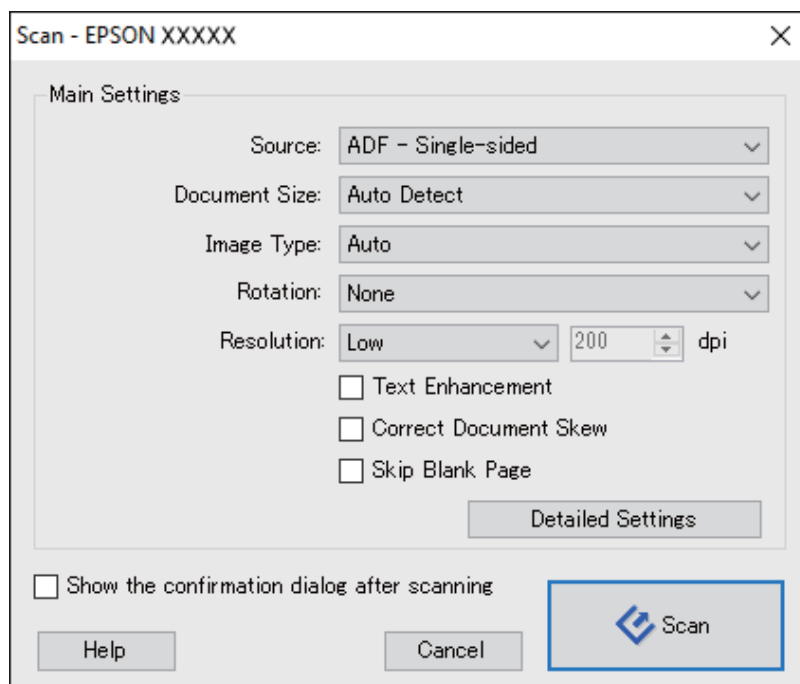 Scan - EPSON XXXXX
Main Settings
Source: ADF - Single-sided
Document Size: Auto Detect
Image Type: Auto
Rotation: None
Resolution: Low 200 dpi
Text Enhancement
Correct Document Skew
Skip Blank Page
Detailed Settings
Show the confirmation dialog after scanning
Help Cancel Scan